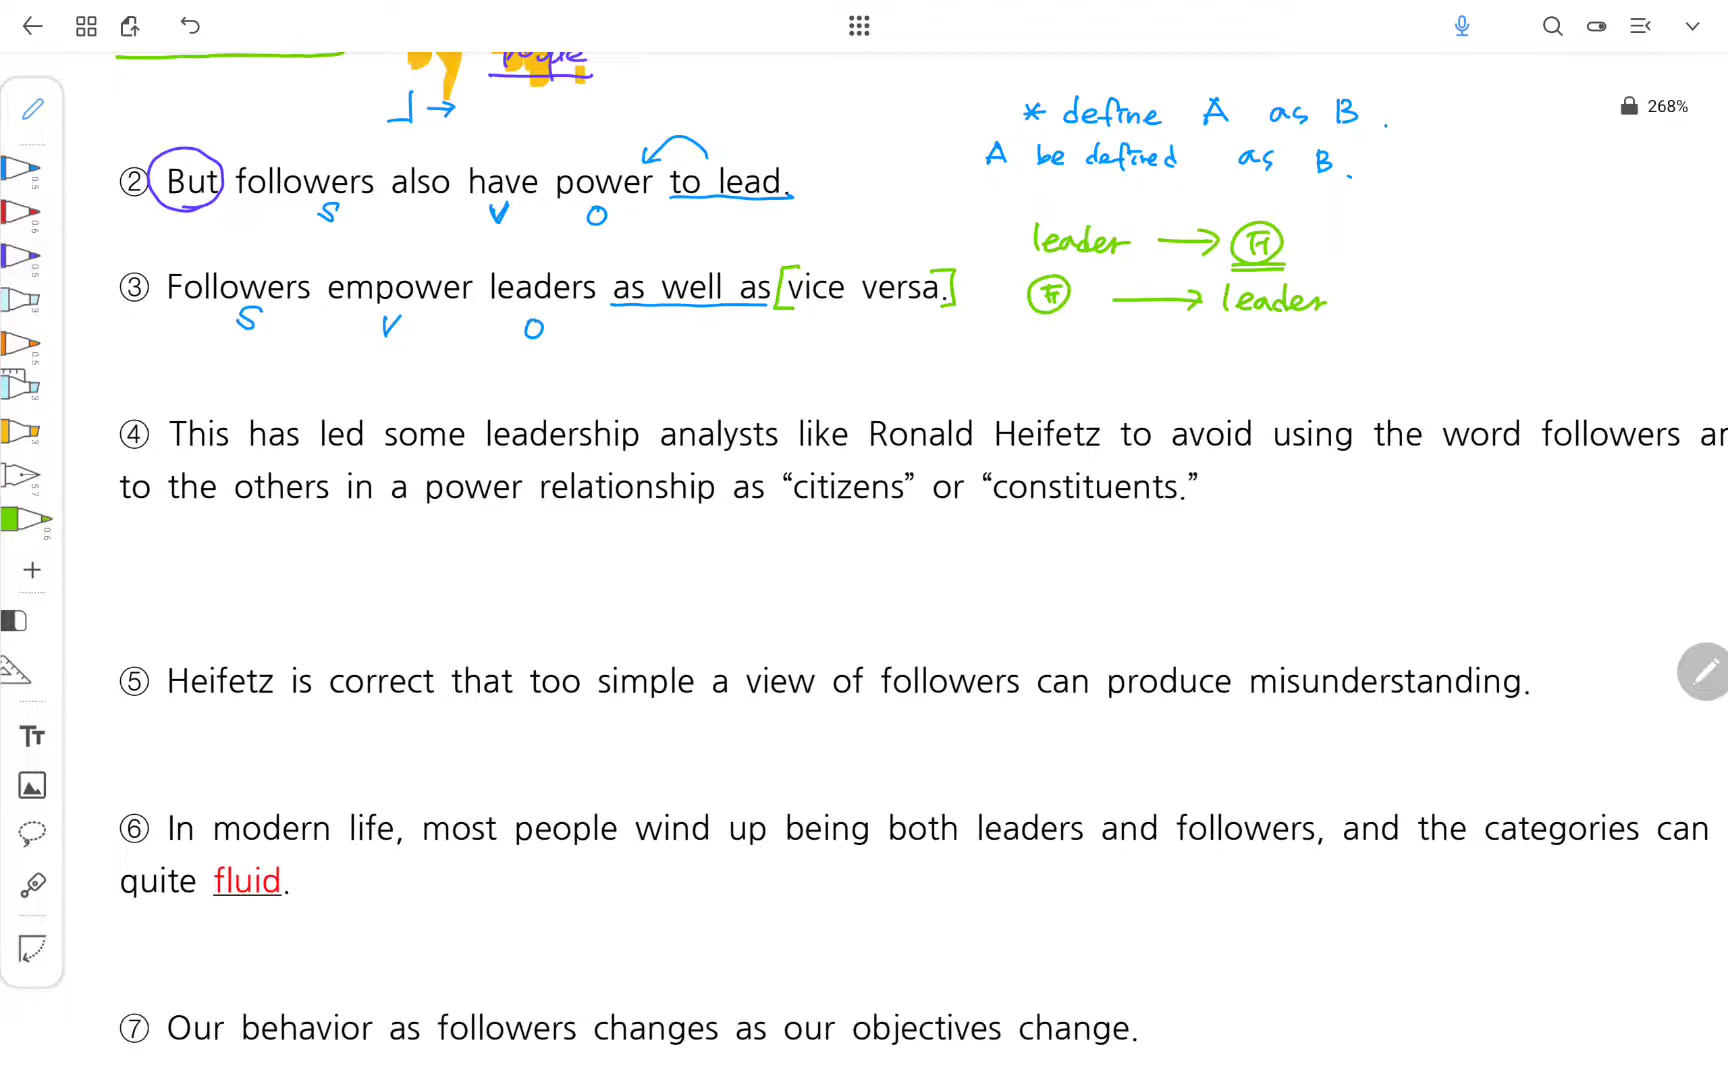 people
268%
* define A as B.
A be defined as B.
② But followers also have power to lead.
S V O
leader → 팔
③ Followers empower leaders as well as [vice versa.]
팔 → leader
S V O
④ This has led some leadership analysts like Ronald Heifetz to avoid using the word followers
to the others in a power relationship as “citizens” or “constituents.”
⑤ Heifetz is correct that too simple a view of followers can produce misunderstanding.
⑥ In modern life, most people wind up being both leaders and followers, and the categories can
quite fluid.
⑦ Our behavior as followers changes as our objectives change.
Tт